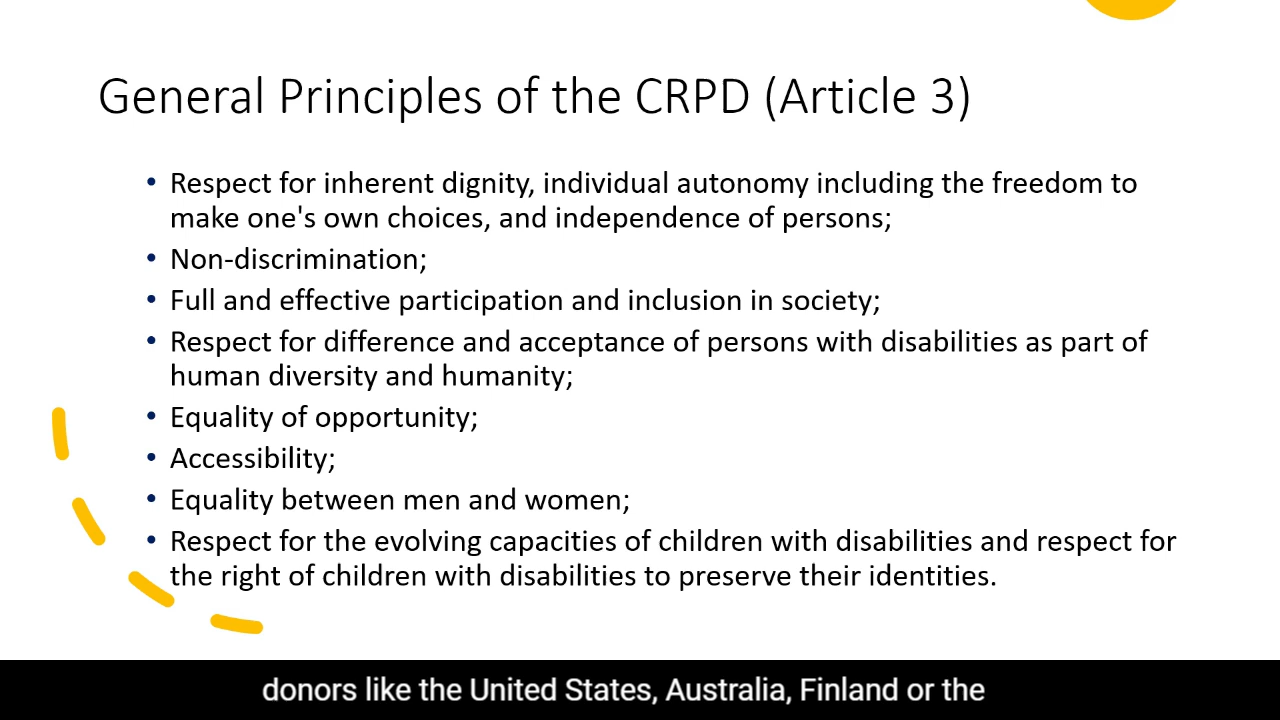 General Principles of the CRPD (Article 3)
• Respect for inherent dignity, individual autonomy including the freedom to
make one's own choices, and independence of persons;
• Non-discrimination;
• Full and effective participation and inclusion in society;
• Respect for difference and acceptance of persons with disabilities as part of
human diversity and humanity;
• Equality of opportunity;
• Accessibility;
• Equality between men and women;
• Respect for the evolving capacities of children with disabilities and respect for
the right of children with disabilities to preserve their identities.
donors like the United States, Australia, Finland or the